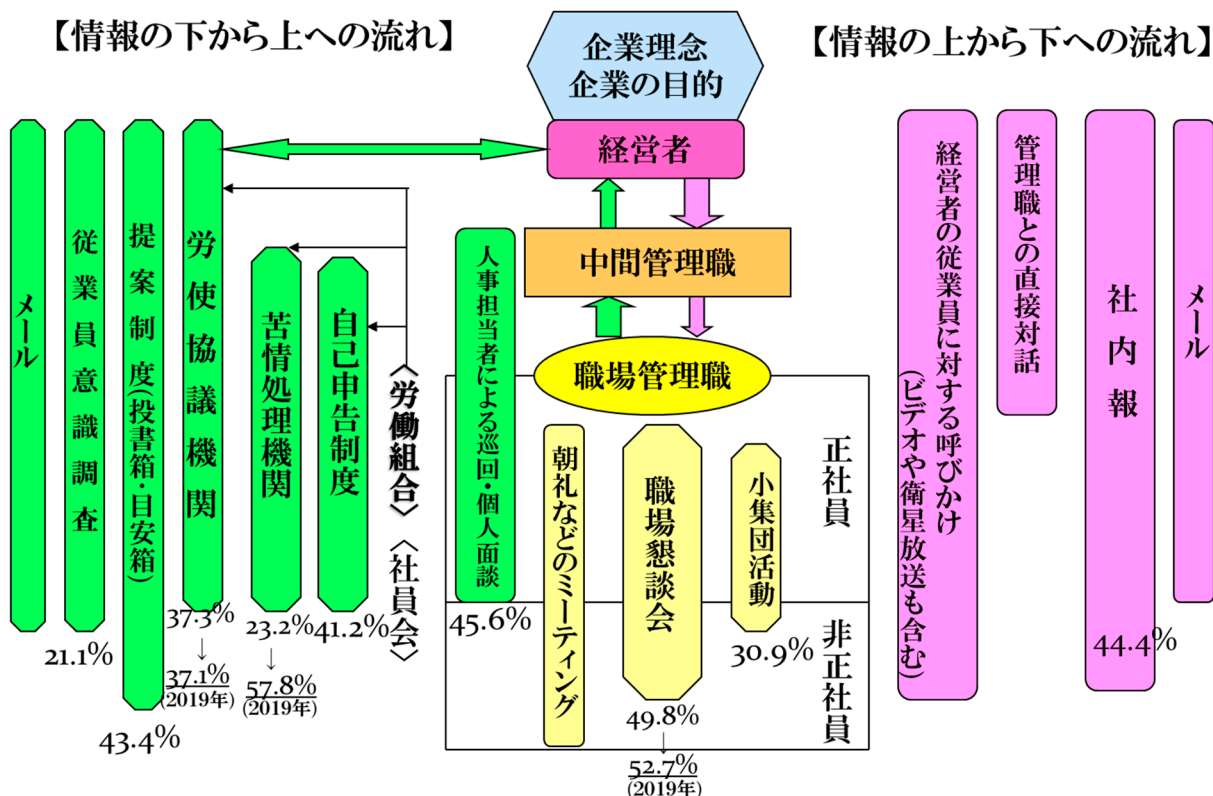 【情報の下から上への流れ】
企業理念
企業の目的
【情報の上から下への流れ】
経営者
中間管理職
職場管理職
メール
従業員意識調査
21.1%
提案制度(投書箱・目安箱)
43.4%
労使協議機関
37.3%
↓
37.1%
(2019年)
苦情処理機関
23.2%
↓
57.8%
(2019年)
自己申告制度
41.2%
〈労働組合〉〈社員会〉
人事担当者による巡回・個人面談
45.6%
朝礼などのミーティング
職場懇談会
49.8%
↓
52.7%
(2019年)
小集団活動
30.9%
正社員
非正社員
経営者の従業員に対する呼びかけ
(ビデオや衛星放送も含む)
管理職との直接対話
社内報
44.4%
メール